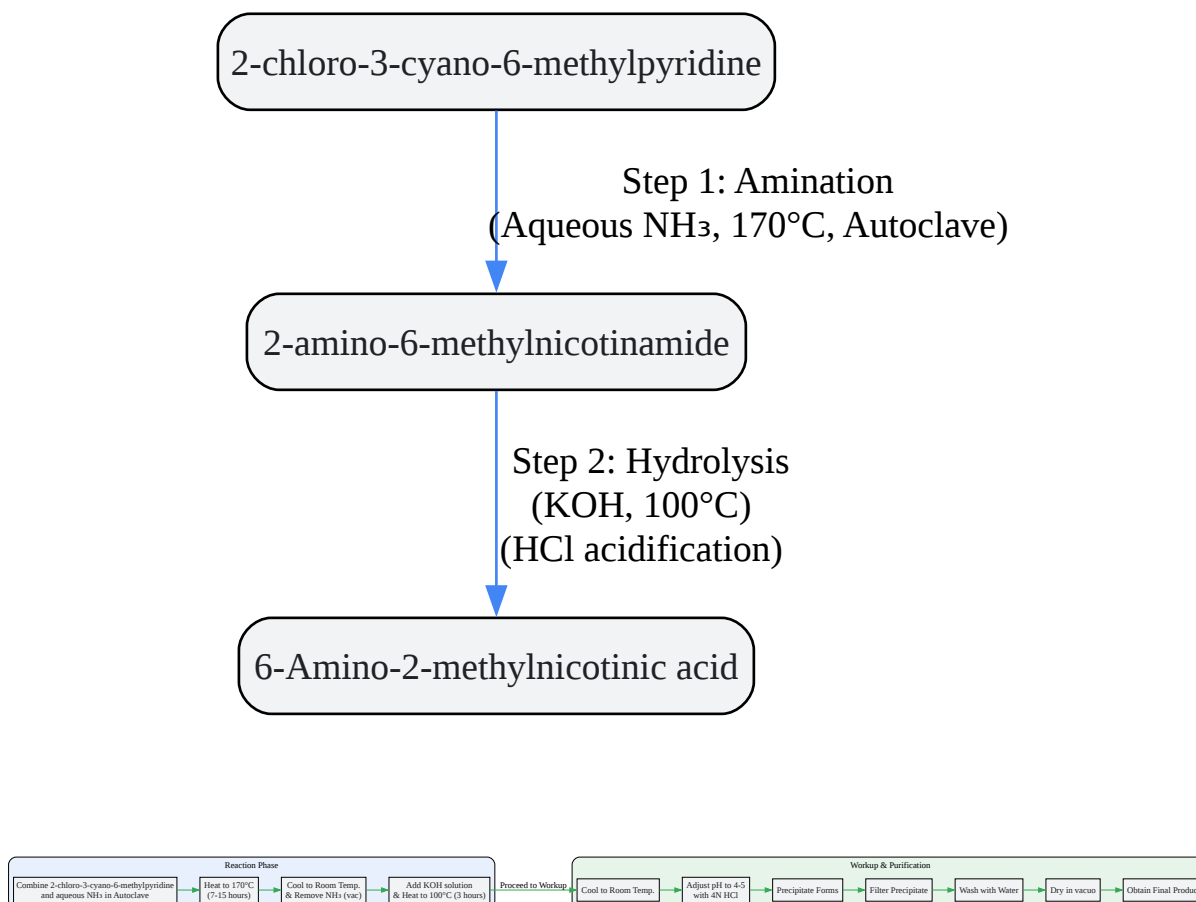 2-chloro-3-cyano-6-methylpyridine
Step 1: Amination
(Aqueous NH₃, 170°C, Autoclave)
2-amino-6-methylnicotinamide
Step 2: Hydrolysis
(KOH, 100°C)
(HCl acidification)
6-Amino-2-methylnicotinic acid
Reaction Phase
Combine 2-chloro-3-cyano-6-methylpyridine
and aqueous NH₃ in Autoclave
Heat to 170°C
(7-15 hours)
Cool to Room Temp.
& Remove NH₃ (vac)
Add KOH solution
& Heat to 100°C (3 hours)
Proceed to Workup
Workup & Purification
Cool to Room Temp.
Adjust pH to 4-5
with 4N HCl
Precipitate Forms
Filter Precipitate
Wash with Water
Dry in vacuo
Obtain Final Produc